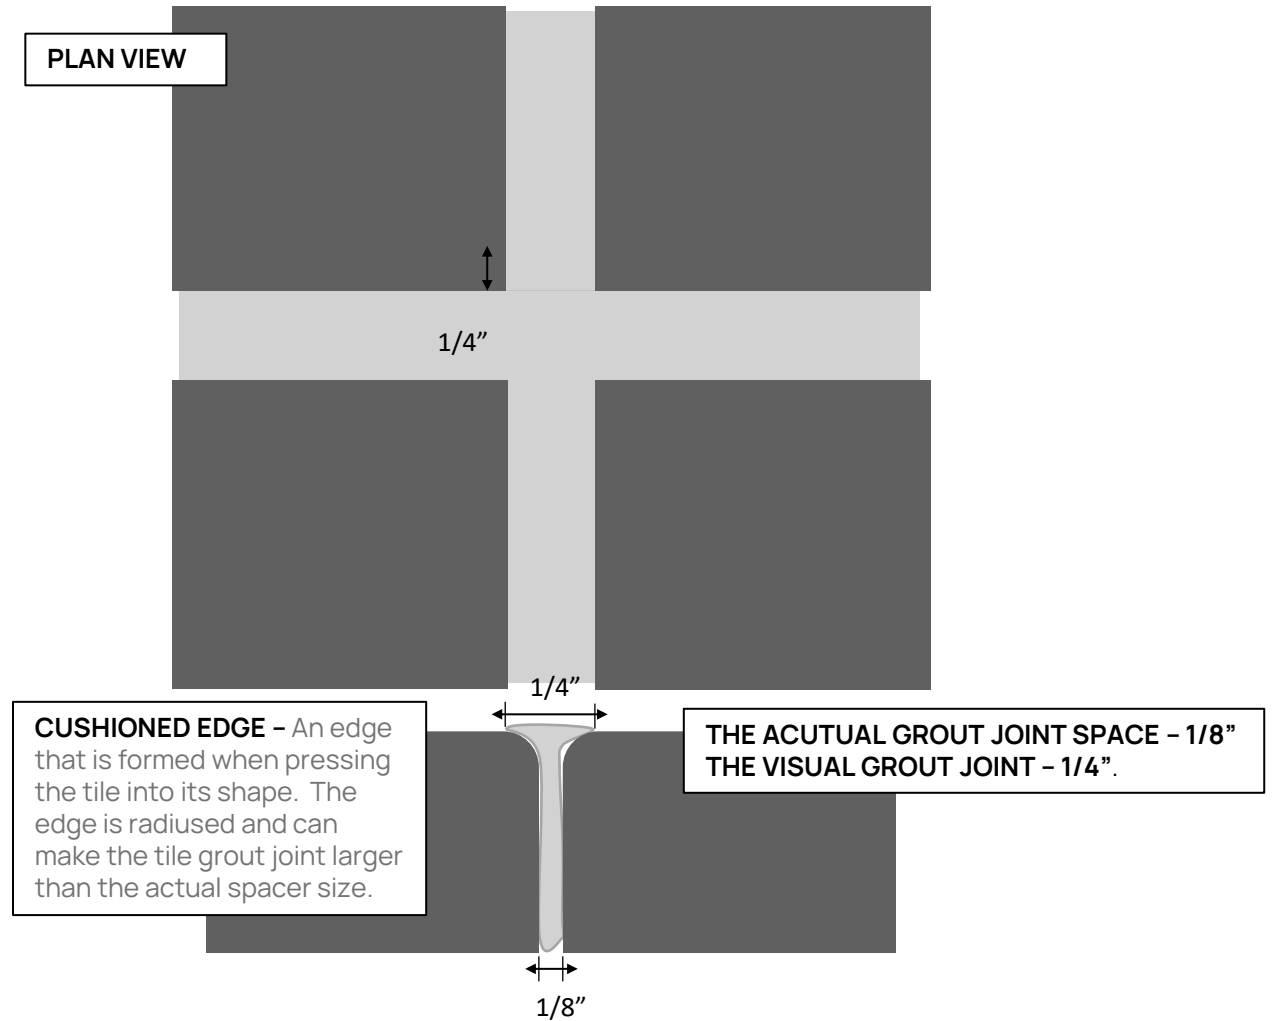 PLAN VIEW
1/4”
1/4”
CUSHIONED EDGE – An edge
that is formed when pressing
the tile into its shape.  The
edge is radiused and can
make the tile grout joint larger
than the actual spacer size.
THE ACUTUAL GROUT JOINT SPACE – 1/8”
THE VISUAL GROUT JOINT – 1/4”.
1/8”